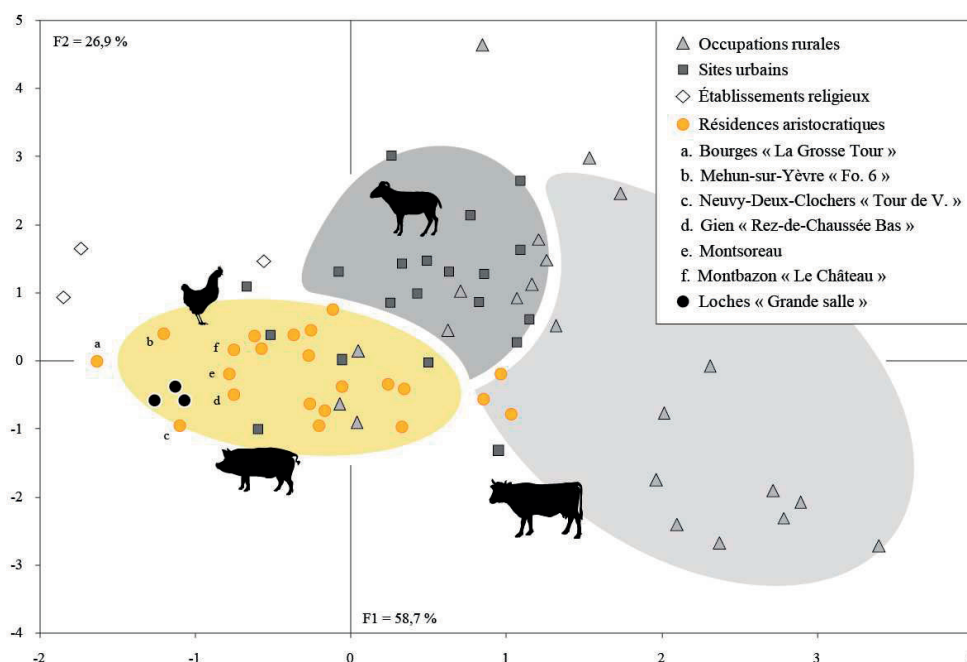 F2 = 26,9 %
Occupations rurales
Sites urbains
Établissements religieux
Résidences aristocratiques
a. Bourges « La Grosse Tour »
b. Mehun-sur-Yèvre « Fo. 6 »
c. Neuvy-Deux-Clochers « Tour de V. »
d. Gien « Rez-de-Chaussée Bas »
e. Montsoreau
f. Montbazon « Le Château »
Loches « Grande salle »
5
4
3
2
1
0
-1
-2
-3
-4
a
b
f
e
d
c
F1 = 58,7 %
-2
-1
0
1
2
3